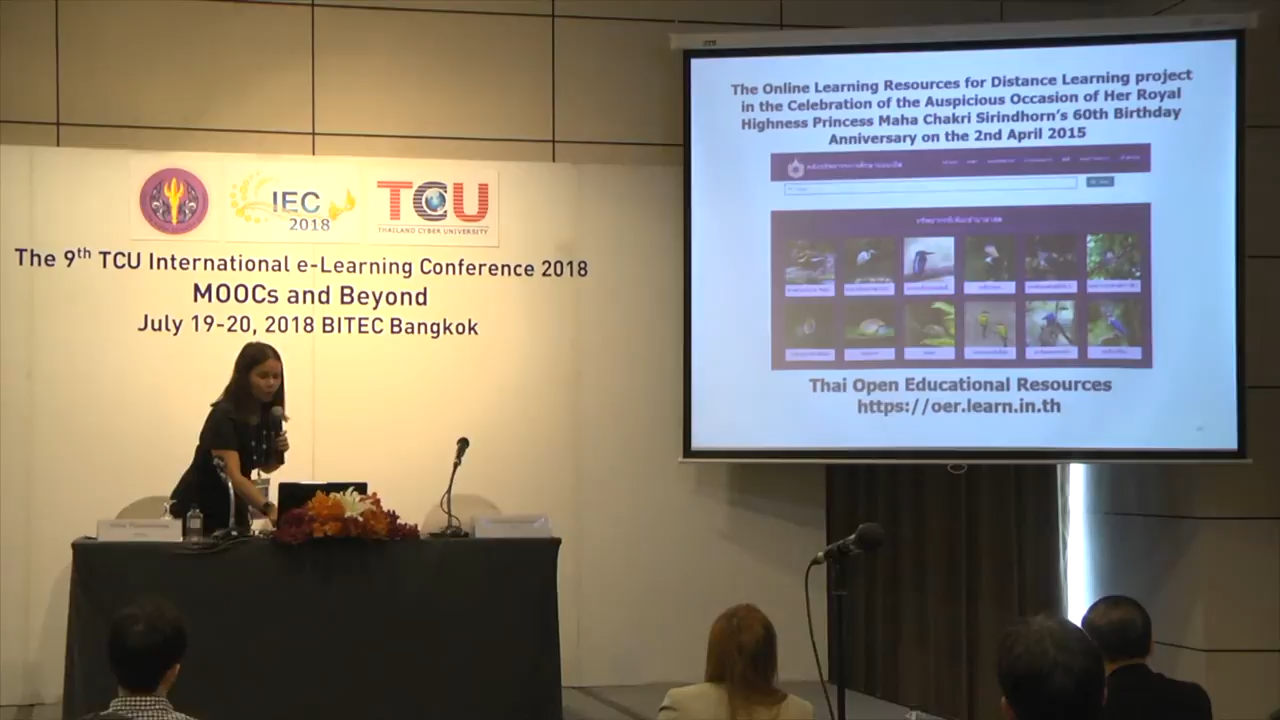 IEC
2018
TCU
THAILAND CYBER UNIVERSITY
The 9th TCU International e-Learning Conference 2018
MOOCs and Beyond
July 19-20, 2018 BITEC Bangkok
The Online Learning Resources for Distance Learning project
in the Celebration of the Auspicious Occasion of Her Royal
Highness Princess Maha Chakri Sirindhorn's 60th Birthday
Anniversary on the 2nd April 2015
Thai Open Educational Resources
https://oer.learn.in.th